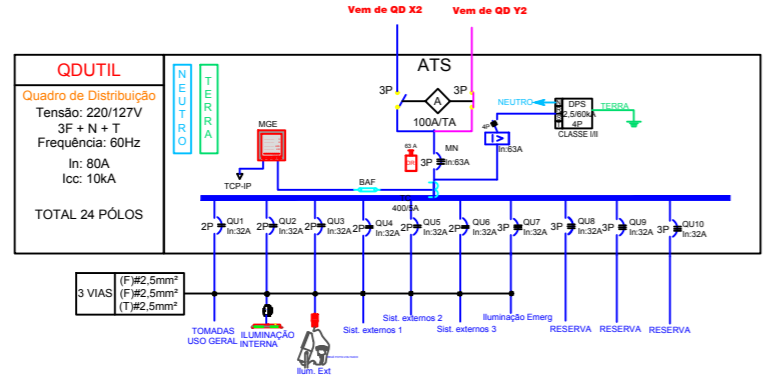 Vem de QD X2
Vem de QD Y2
QDUTIL
Quadro de Distribuição
Tensão: 220/127V
3F + N + T
Frequência: 60Hz
In: 80A
Icc: 10kA
TOTAL 24 PÓLOS
NEUTRO
TERRA
ATS
3P
A
3P
100A/TA
MGE
TCP-IP
BAF
63 A
DR
3P
MN
In:63A
400/5A
4P
In:63A
NEUTRO
DPS
2,5/60kA
4P
CLASSE I/II
TERRA
2P
QU1
In:32A
2P
QU2
In:32A
2P
QU3
In:32A
2P
QU4
In:32A
2P
QU5
In:32A
2P
QU6
In:32A
3P
QU7
In:32A
3P
QU8
In:32A
3P
QU9
In:32A
3P
QU10
In:32A
3 VIAS
(F)#2,5mm²
(F)#2,5mm²
(T)#2,5mm²
TOMADAS
USO GERAL
ILUMINAÇÃO
INTERNA
Ilum. Ext
Sist. externos 1
Sist. externos 2
Sist. externos 3
Iluminação Emerg
RESERVA
RESERVA
RESERVA